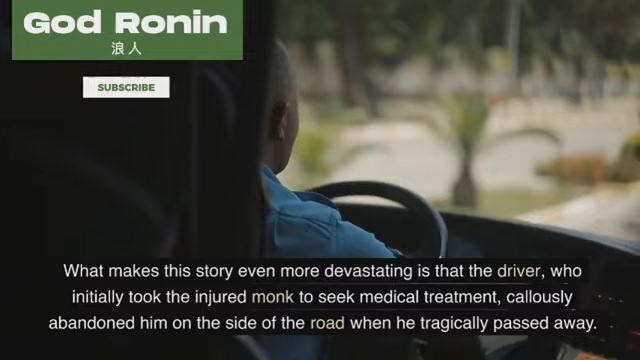 God Ronin
浪人
SUBSCRIBE
What makes this story even more devastating is that the driver, who
initially took the injured monk to seek medical treatment, callously
abandoned him on the side of the road when he tragically passed away.